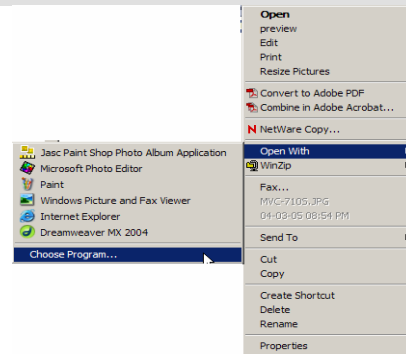 Open
preview
Edit
Print
Resize Pictures
Convert to Adobe PDF
Combine in Adobe Acrobat...
NetWare Copy...
Open With
WinZip
Fax...
MVC-710S.JPG
04-03-05 08:54 PM
Send To
Cut
Copy
Create Shortcut
Delete
Rename
Properties
Jasc Paint Shop Photo Album Application
Microsoft Photo Editor
Paint
Windows Picture and Fax Viewer
Internet Explorer
Dreamweaver MX 2004
Choose Program...